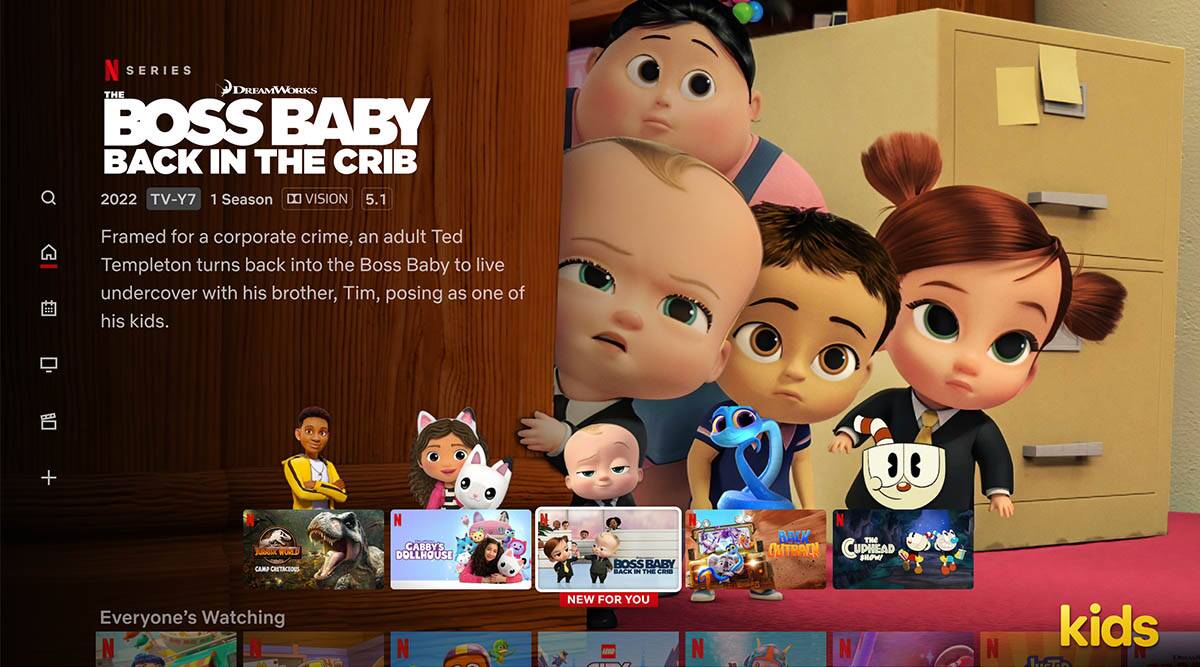 N SERIES
DREAMWORKS
THE
BOSS BABY
BACK IN THE CRIB
2022 TV-Y7 1 Season VISION 5.1
Framed for a corporate crime, an adult Ted
Templeton turns back into the Boss Baby to live
undercover with his brother, Tim, posing as one of
his kids.
N
JURASSIC WORLD
CAMP CRETACEOUS
N
GABBY'S
DOLLHOUSE
N
BOSS BABY
BACK IN THE CRIB
NEW FOR YOU
N
BACK
OUTBACK
N
THE
CUPHEAD
SHOW!
Everyone's Watching
N
N
N
N
LEGO
CITY
N
N
N
kids